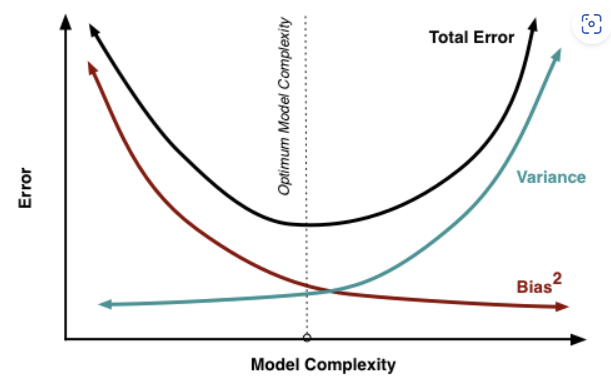 Total Error
Optimum Model Complexity
Variance
Error
Bias²
Model Complexity